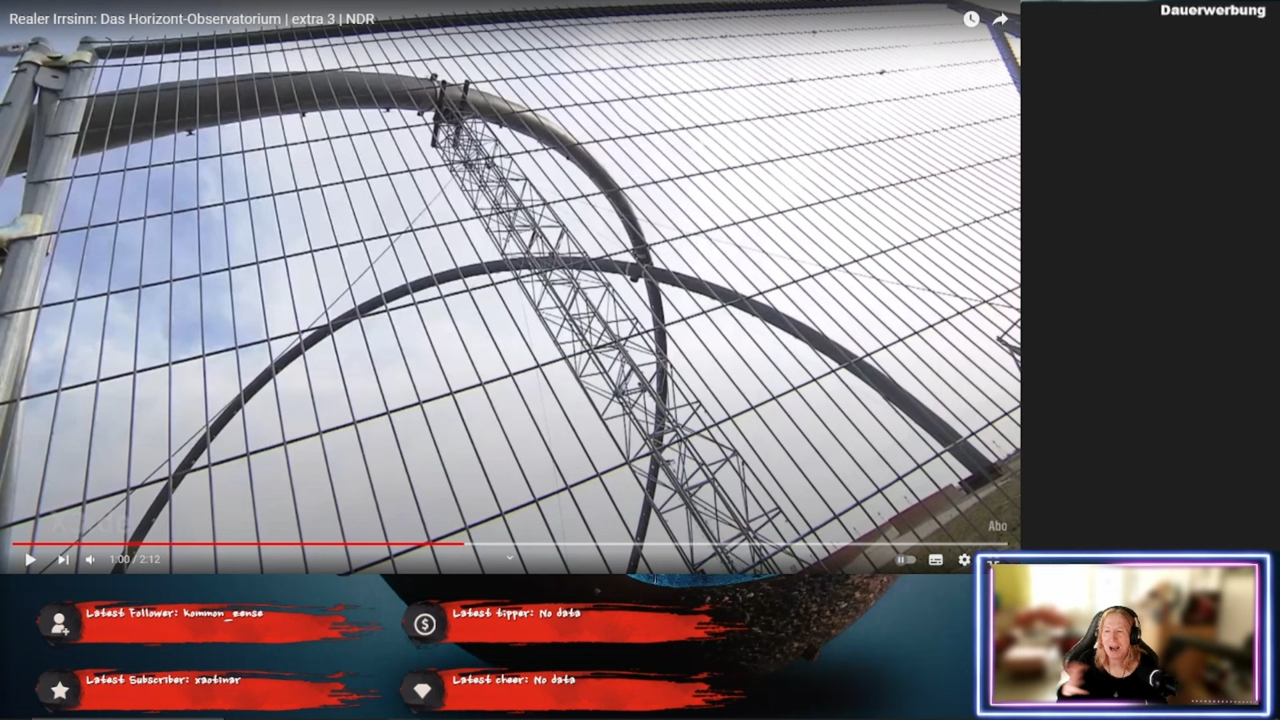 Realer Irrsinn: Das Horizont-Observatorium | extra 3 | NDR
Dauerwerbung
Abo
1:00 / 2:12
Latest Follower: Kommon_zense
Latest tipper: No data
Latest Subscriber: xaotinar
Latest cheer: No data